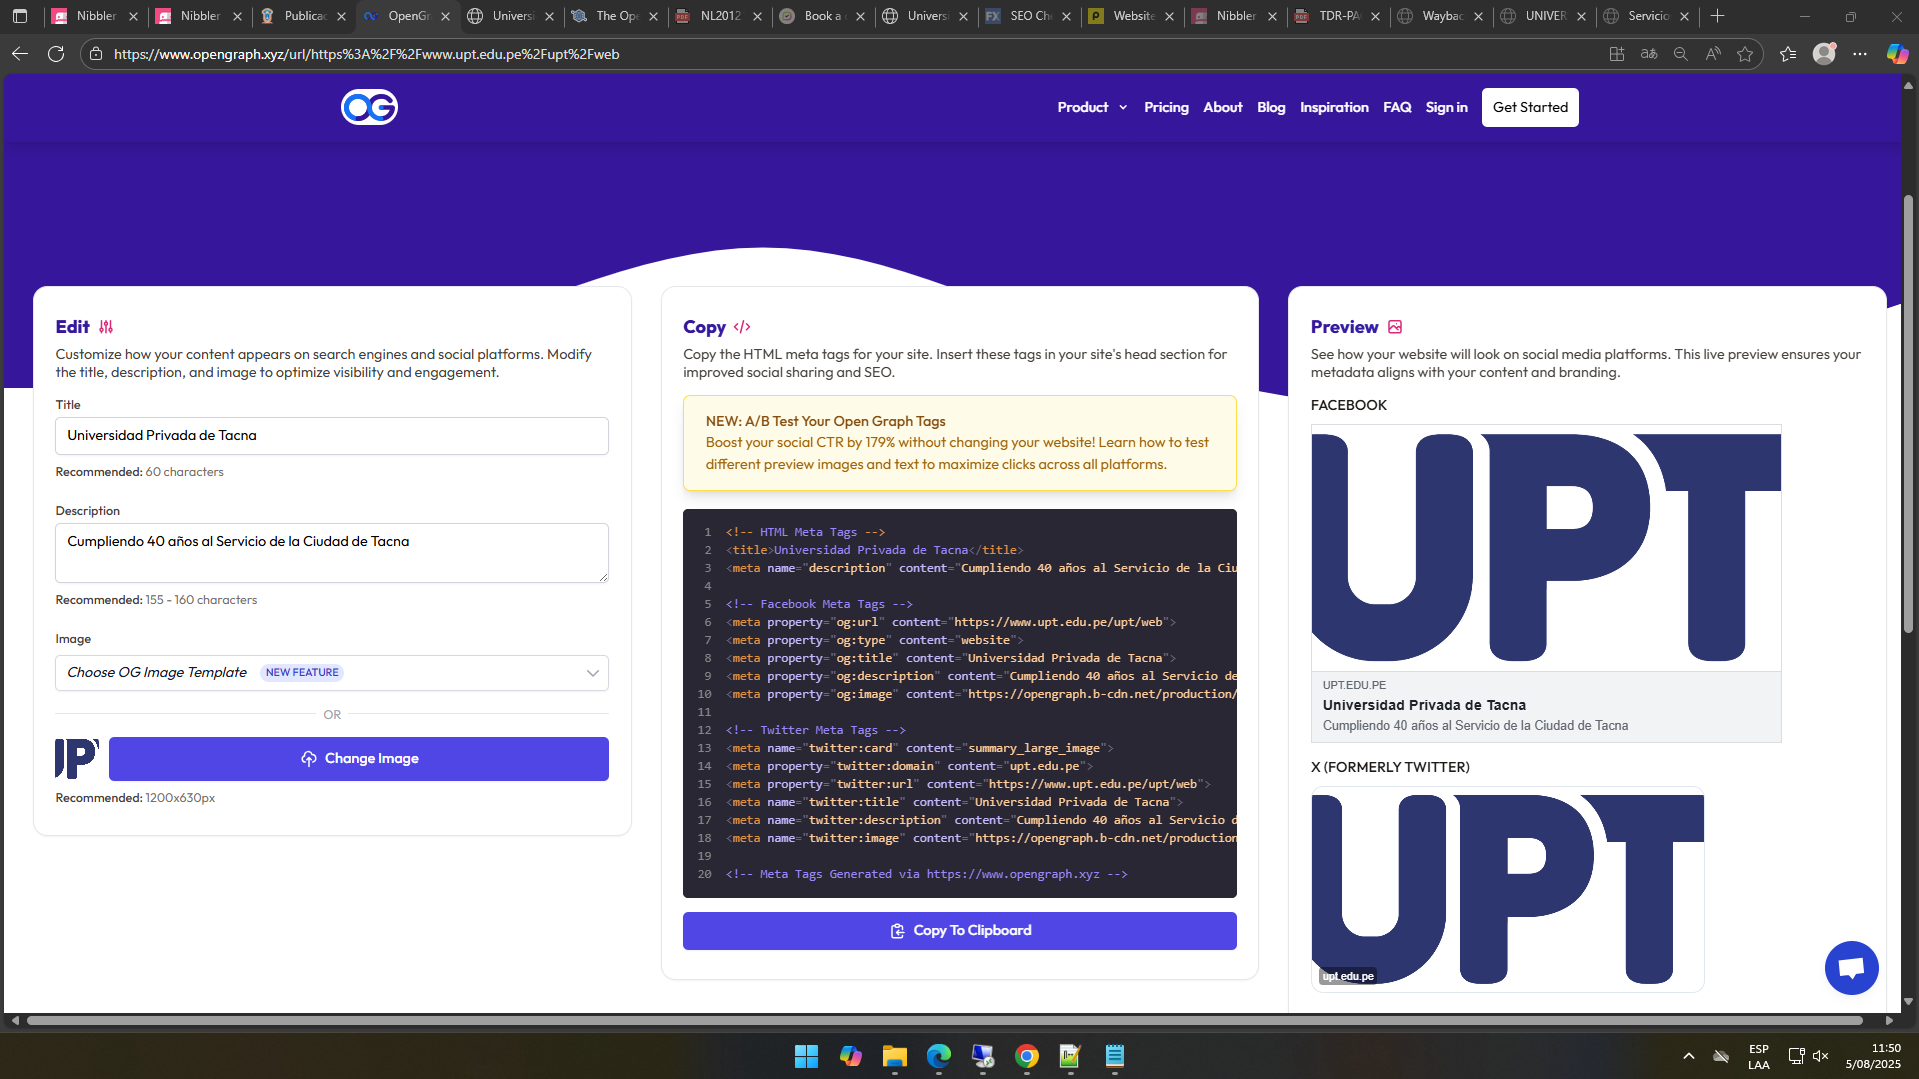 Nibbler
Nibbler
Publicac
OpenGr
Universi
The Ope
NL2012
Book a
Universi
SEO Che
Website
Nibbler
TDR-PA
Wayba
UNIVER
Servicio
https://www.opengraph.xyz/url/https%3A%2F%2Fwww.upt.edu.pe%2Fupt%2Fweb
OG
Product
Pricing
About
Blog
Inspiration
FAQ
Sign in
Get Started
Edit
Customize how your content appears on search engines and social platforms. Modify
the title, description, and image to optimize visibility and engagement.
Title
Universidad Privada de Tacna
Recommended: 60 characters
Description
Cumpliendo 40 años al Servicio de la Ciudad de Tacna
Recommended: 155 - 160 characters
Image
Choose OG Image Template NEW FEATURE
OR
UP
Change Image
Recommended: 1200x630px
Copy </>
Copy the HTML meta tags for your site. Insert these tags in your site's head section for
improved social sharing and SEO.
NEW: A/B Test Your Open Graph Tags
Boost your social CTR by 179% without changing your website! Learn how to test
different preview images and text to maximize clicks across all platforms.
1 <!-- HTML Meta Tags -->
2 <title>Universidad Privada de Tacna</title>
3 <meta name="description" content="Cumpliendo 40 años al Servicio de la Ciu
4
5 <!-- Facebook Meta Tags -->
6 <meta property="og:url" content="https://www.upt.edu.pe/upt/web">
7 <meta property="og:type" content="website">
8 <meta property="og:title" content="Universidad Privada de Tacna">
9 <meta property="og:description" content="Cumpliendo 40 años al Servicio de
10 <meta property="og:image" content="https://opengraph.b-cdn.net/production/
11
12 <!-- Twitter Meta Tags -->
13 <meta name="twitter:card" content="summary_large_image">
14 <meta property="twitter:domain" content="upt.edu.pe">
15 <meta property="twitter:url" content="https://www.upt.edu.pe/upt/web">
16 <meta name="twitter:title" content="Universidad Privada de Tacna">
17 <meta name="twitter:description" content="Cumpliendo 40 años al Servicio d
18 <meta name="twitter:image" content="https://opengraph.b-cdn.net/production
19
20 <!-- Meta Tags Generated via https://www.opengraph.xyz -->
Copy To Clipboard
Preview
See how your website will look on social media platforms. This live preview ensures your
metadata aligns with your content and branding.
FACEBOOK
UPT
UPT.EDU.PE
Universidad Privada de Tacna
Cumpliendo 40 años al Servicio de la Ciudad de Tacna
X (FORMERLY TWITTER)
UPT
upt.edu.pe
ESP
LAA
11:50
5/08/2025